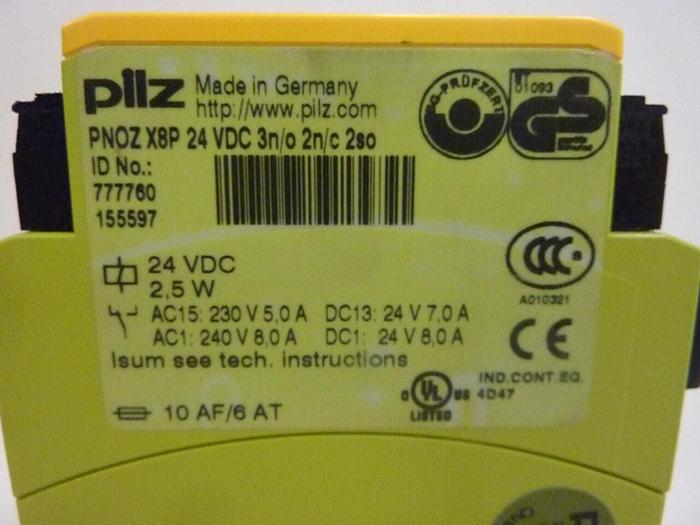 pilz
Made in Germany
http://www.pilz.com
PNOZ X8P 24 VDC 3n/o 2n/c 2so
ID No.:
777760
155597
G-PRÜFZERT
01093
GS
24 VDC
2,5 W
AC15: 230 V 5,0 A DC13: 24 V 7,0 A
AC1: 240 V 8,0 A DC1: 24 V 8,0 A
Isum see tech. instructions
CCC
A010321
CE
10 AF/6 AT
C UL US
LISTED
IND.CONT.EQ.
4D47